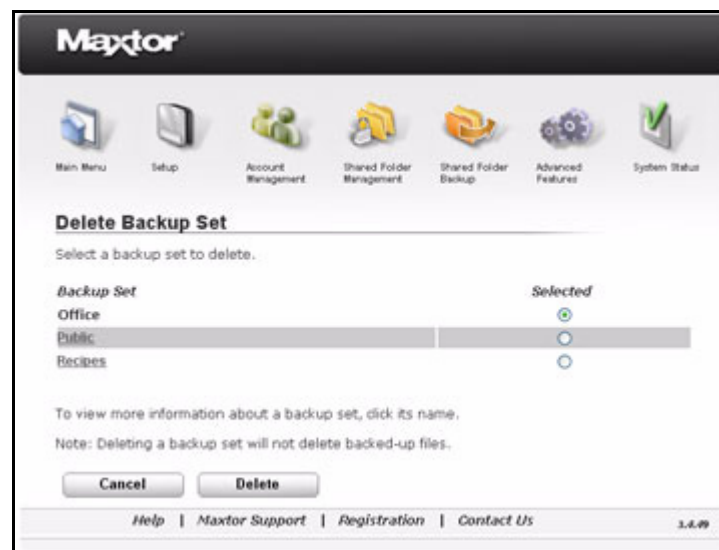 Maxtor
Main Menu
Setup
Account Management
Shared Folder Management
Shared Folder Backup
Advanced Features
System Status
Delete Backup Set
Select a backup set to delete.
Backup Set Selected
Office
Public
Recipes
To view more information about a backup set, click its name.
Note: Deleting a backup set will not delete backed-up files.
Cancel Delete
Help | Maxtor Support | Registration | Contact Us